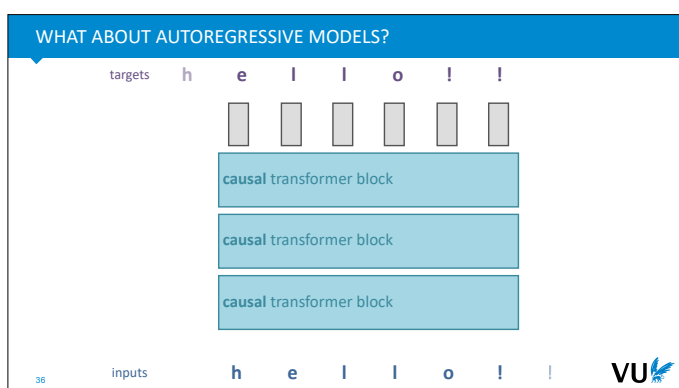 WHAT ABOUT AUTOREGRESSIVE MODELS?
targets h e l l o ! !
causal transformer block
causal transformer block
causal transformer block
36 inputs h e l l o ! !
VU